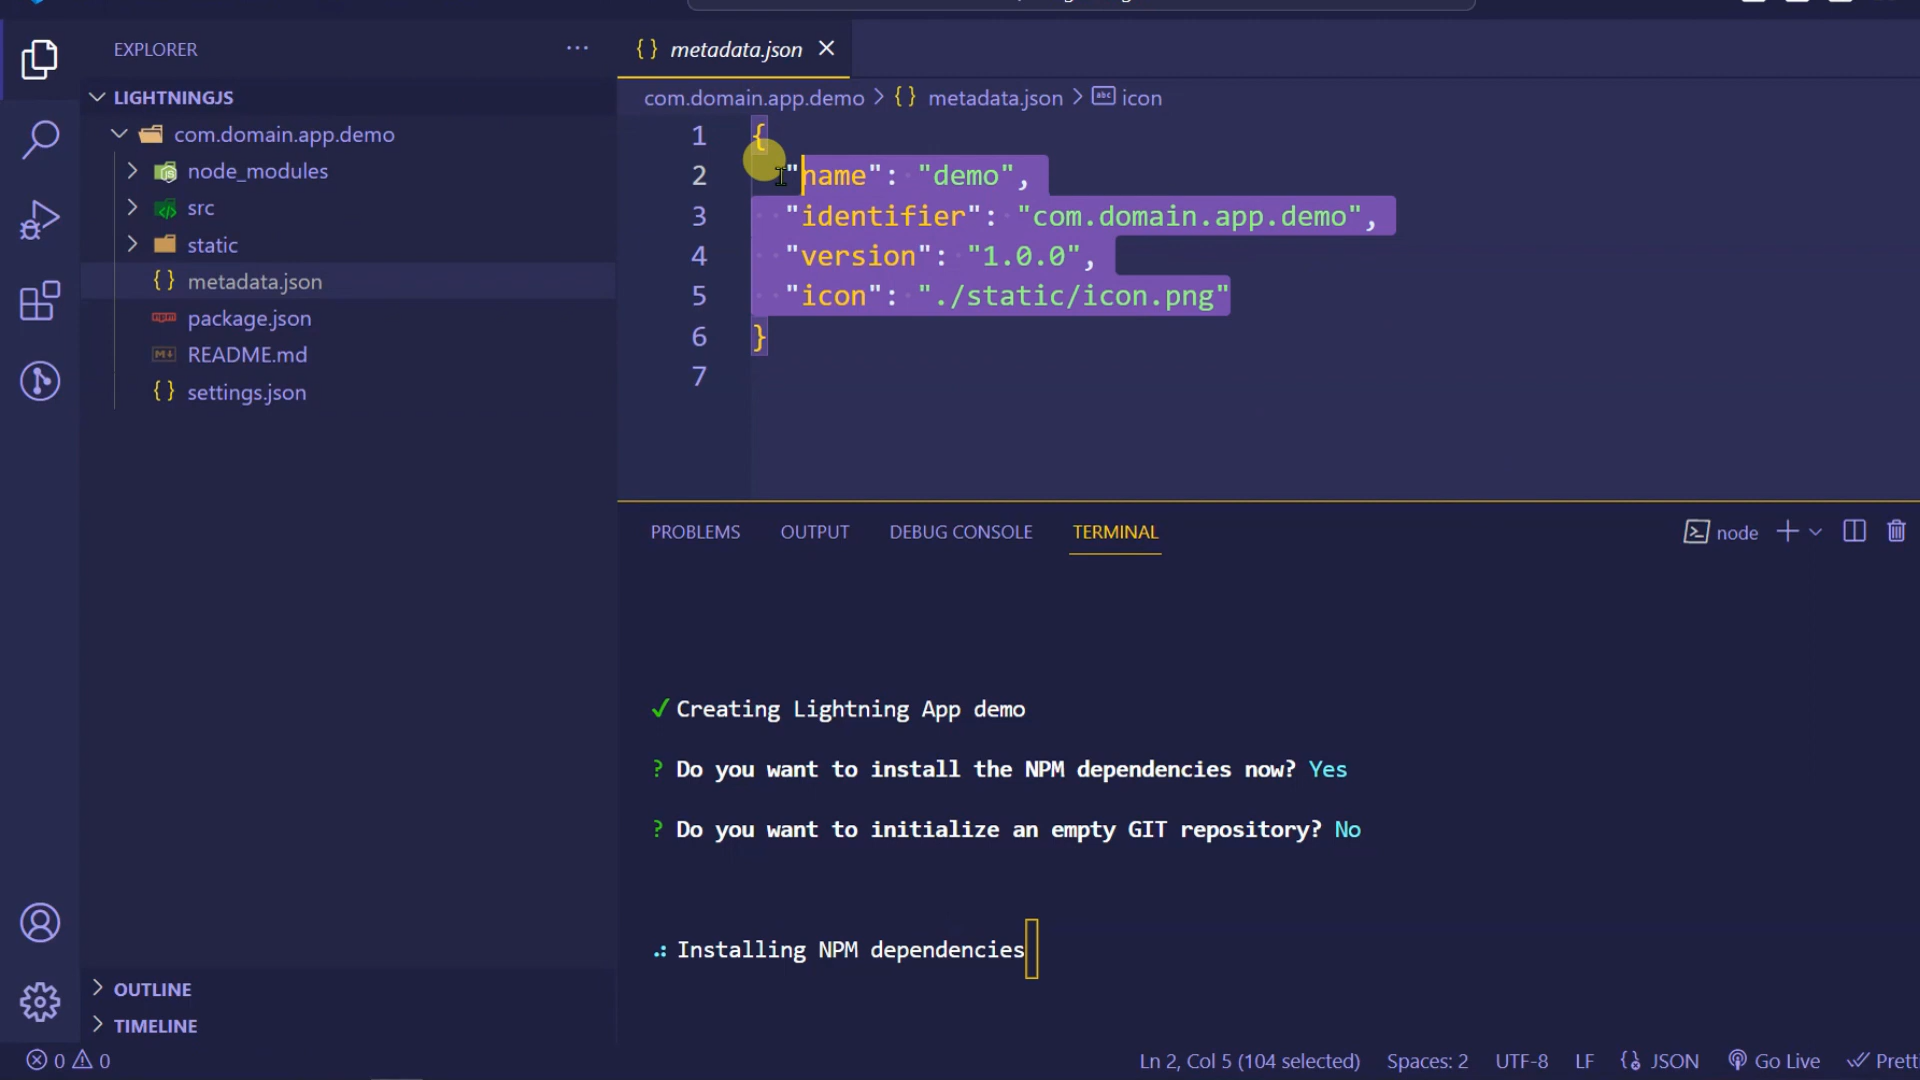 EXPLORER
LIGHTNINGJS
com.domain.app.demo
node_modules
src
static
metadata.json
package.json
README.md
settings.json
OUTLINE
TIMELINE
metadata.json
com.domain.app.demo > {} metadata.json > abc icon
1 {
2 "name": "demo",
3 "identifier": "com.domain.app.demo",
4 "version": "1.0.0",
5 "icon": "./static/icon.png"
6 }
7
PROBLEMS OUTPUT DEBUG CONSOLE TERMINAL
node
✓ Creating Lightning App demo
? Do you want to install the NPM dependencies now? Yes
? Do you want to initialize an empty GIT repository? No
Installing NPM dependencies
0 0 Ln 2, Col 5 (104 selected) Spaces: 2 UTF-8 LF {} JSON Go Live